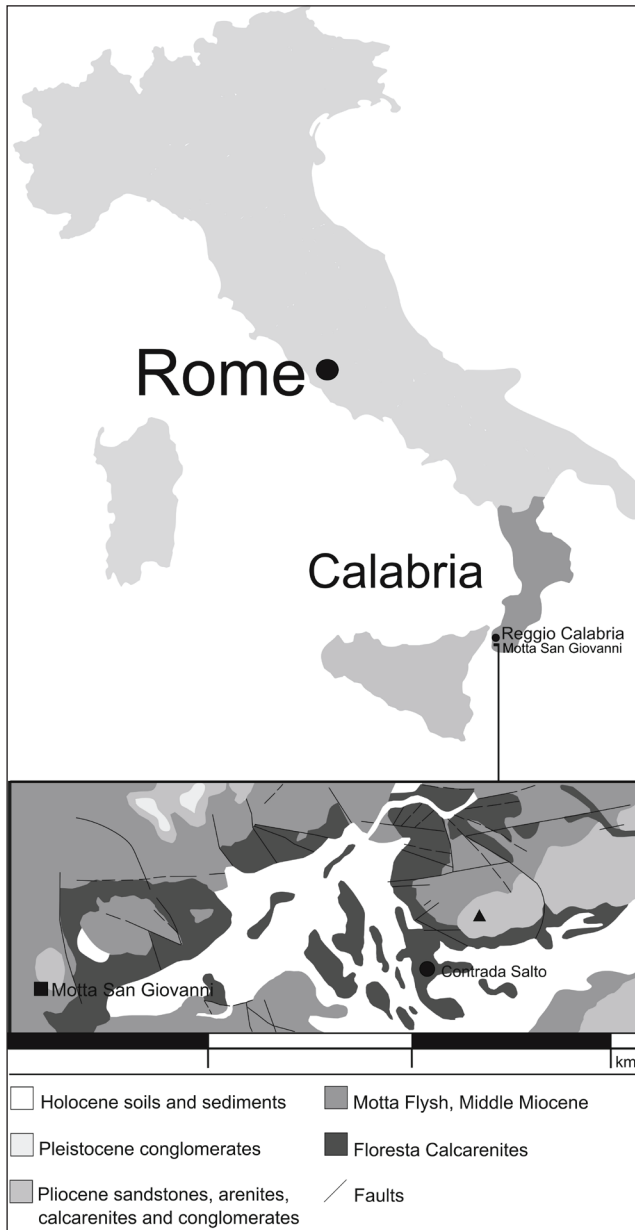 Rome
Calabria
Reggio Calabria
Motta San Giovanni
Motta San Giovanni
Contrada Salto
km
Holocene soils and sediments
Motta Flysh, Middle Miocene
Pleistocene conglomerates
Floresta Calcarenites
Pliocene sandstones, arenites,
calcarenites and conglomerates
Faults